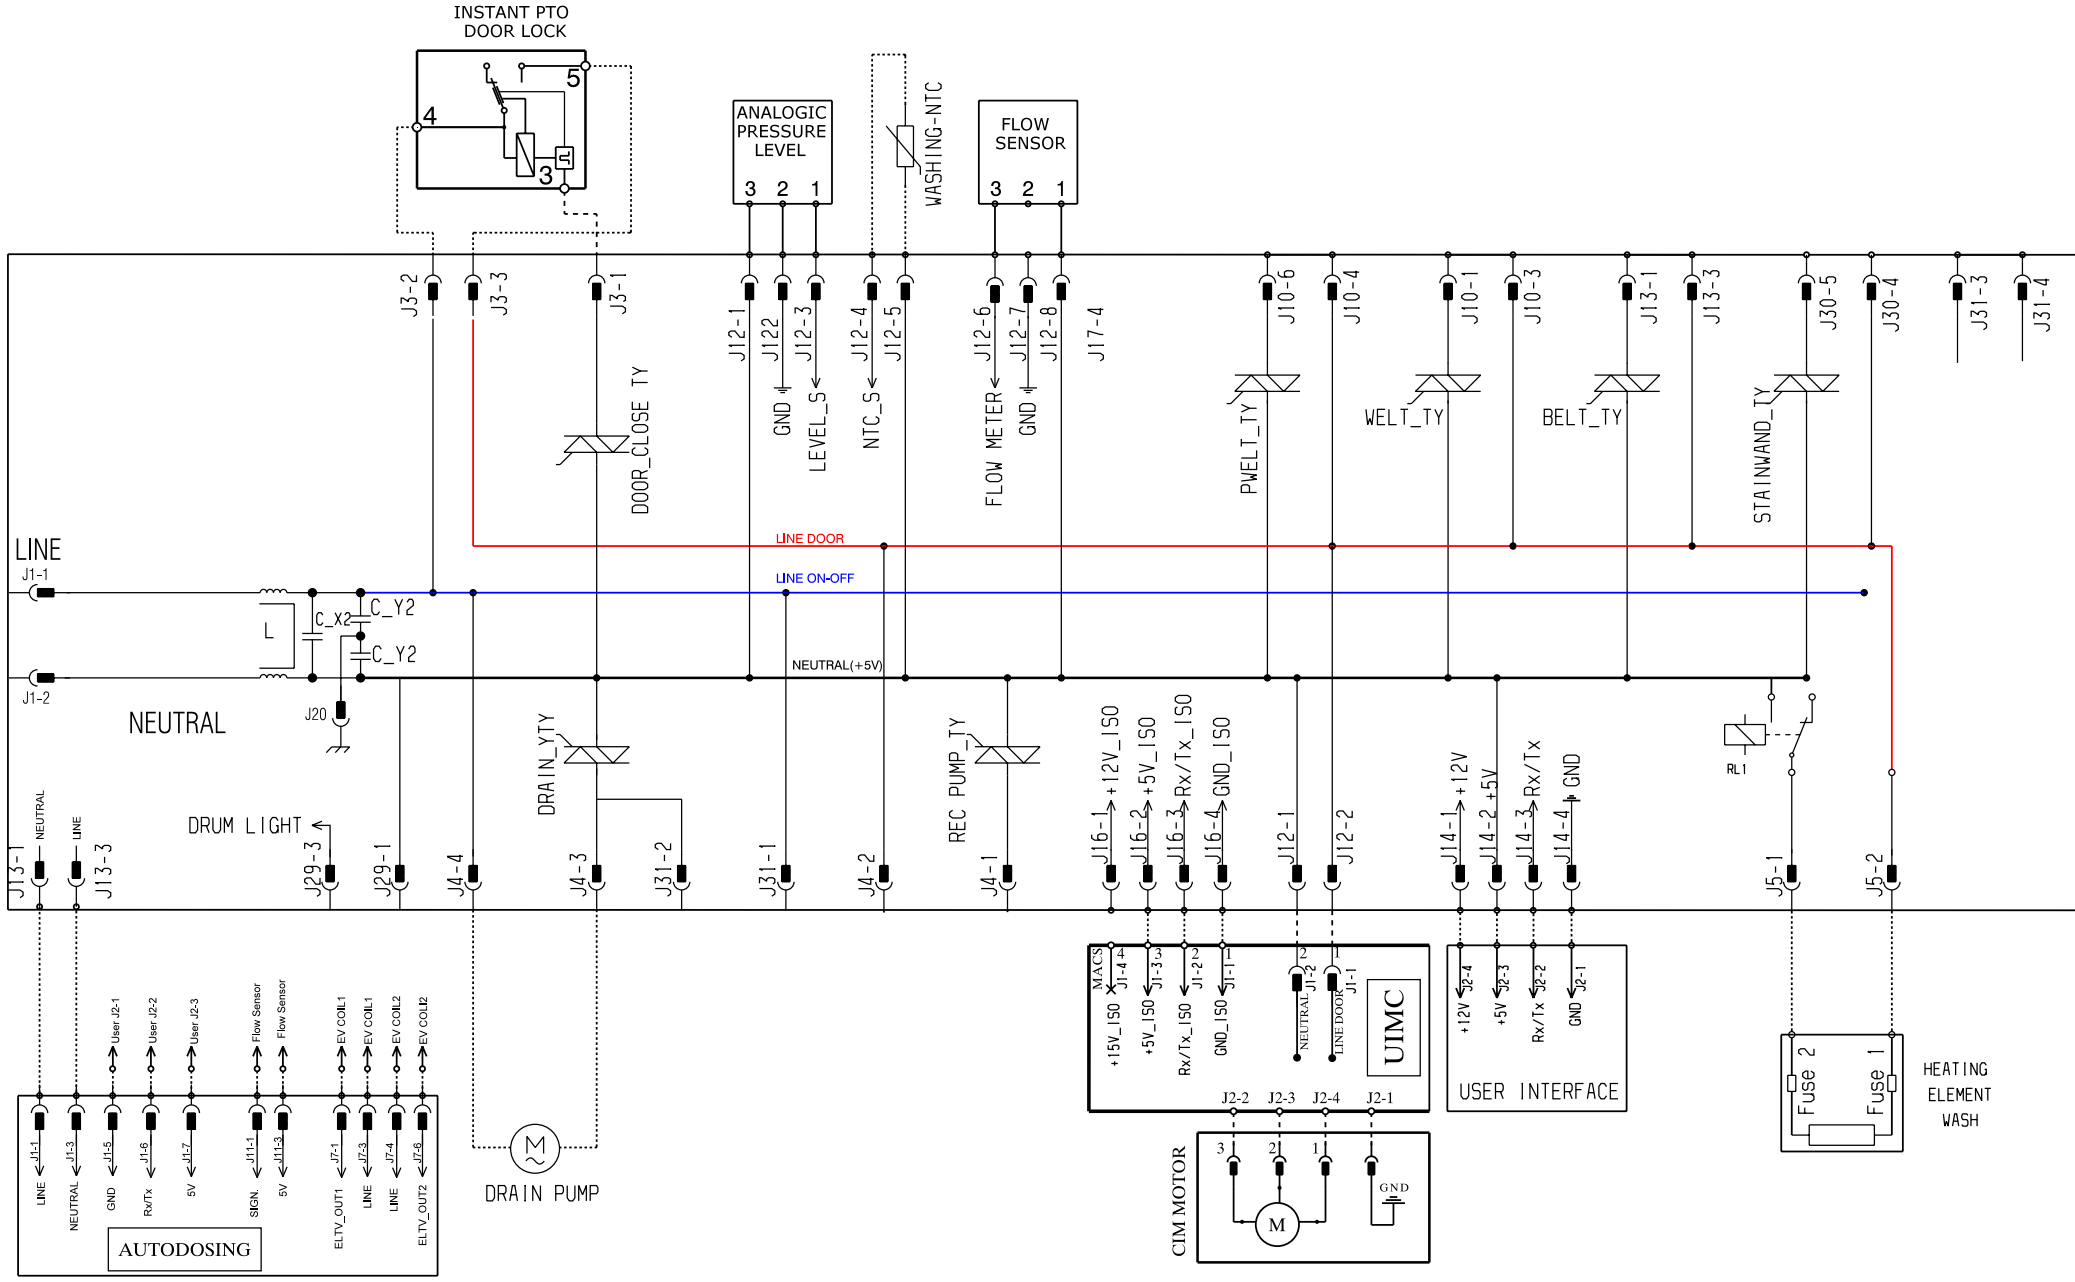 INSTANT PTO
DOOR LOCK
5
4
3
ANALOGIC
PRESSURE
LEVEL
3 2 1
WASHING-NTC
FLOW
SENSOR
3 2 1
J3-2
J3-3
J3-1
J12-1
J122
J12-3
J12-4
J12-5
J12-6
J12-7
J12-8
J17-4
J10-6
J10-4
J10-1
J10-3
J13-1
J13-3
J30-5
J30-4
J31-3
J31-4
DOOR_CLOSE TY
GND
LEVEL_S
NTC_S
FLOW METER
GND
PWELT_TY
WELT_TY
BELT_TY
STAINWAND_TY
LINE
J1-1
LINE DOOR
LINE ON-OFF
L
C_X2
C_Y2
C_Y2
NEUTRAL(+5V)
J1-2
NEUTRAL
J20
DRAIN_YTY
REC PUMP_TY
+12V_ISO
+5V_ISO
Rx/Tx_ISO
GND_ISO
+12V
+5V
Rx/Tx
GND
RL1
NEUTRAL
LINE
DRUM LIGHT
J13-1
J13-3
J29-3
J29-1
J4-4
J4-3
J31-2
J31-1
J4-2
J4-1
J16-1
J16-2
J16-3
J16-4
J12-1
J12-2
J14-1
J14-2
J14-3
J14-4
J5-1
J5-2
MACS
4 3 2 1 2 1
J1-4
J1-3
J1-2
J1-1
J1-2
J1-1
+15V_ISO
+5V_ISO
Rx/Tx_ISO
GND_ISO
NEUTRAL
LINE DOOR
UIMC
J2-4
J2-3
J2-2
J2-1
+12V
+5V
Rx/Tx
GND
USER INTERFACE
Fuse 2
Fuse 1
HEATING
ELEMENT
WASH
User J2-1
User J2-2
User J2-3
Flow Sensor
Flow Sensor
EV COIL1
EV COIL1
EV COIL2
EV COIL2
J1-1
J1-3
J1-5
J1-6
J1-7
J11-1
J11-3
J7-1
J7-3
J7-4
J7-6
LINE
NEUTRAL
GND
Rx/Tx
5V
SIGN.
5V
ELTV_OUT1
LINE
LINE
ELTV_OUT2
AUTODOSING
M
DRAIN PUMP
J2-2 J2-3 J2-4 J2-1
3 2 1
CIM MOTOR
GND
M